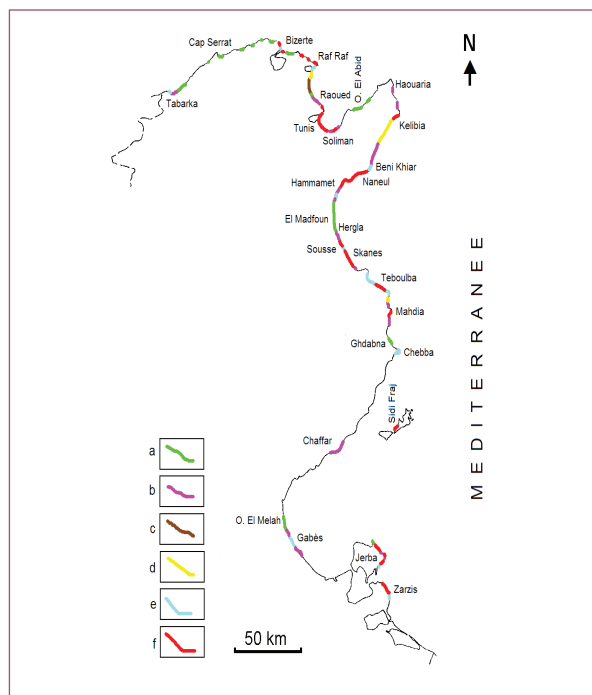 Bizerte
Cap Serrat
N
Raf Raf
O. El Abid
Haouaria
Raoued
Tabarka
Tunis
Kelibia
Soliman
Beni Khiar
Hammamet
Naneul
El Madfoun
Hergla
Sousse
Skanes
MEDITERRANEE
Teboulba
Mahdia
Ghdabna
Chebba
Sidi Fraj
Chaffar
a
b
c
d
e
f
O. El Melah
Gabès
Jerba
Zarzis
50 km